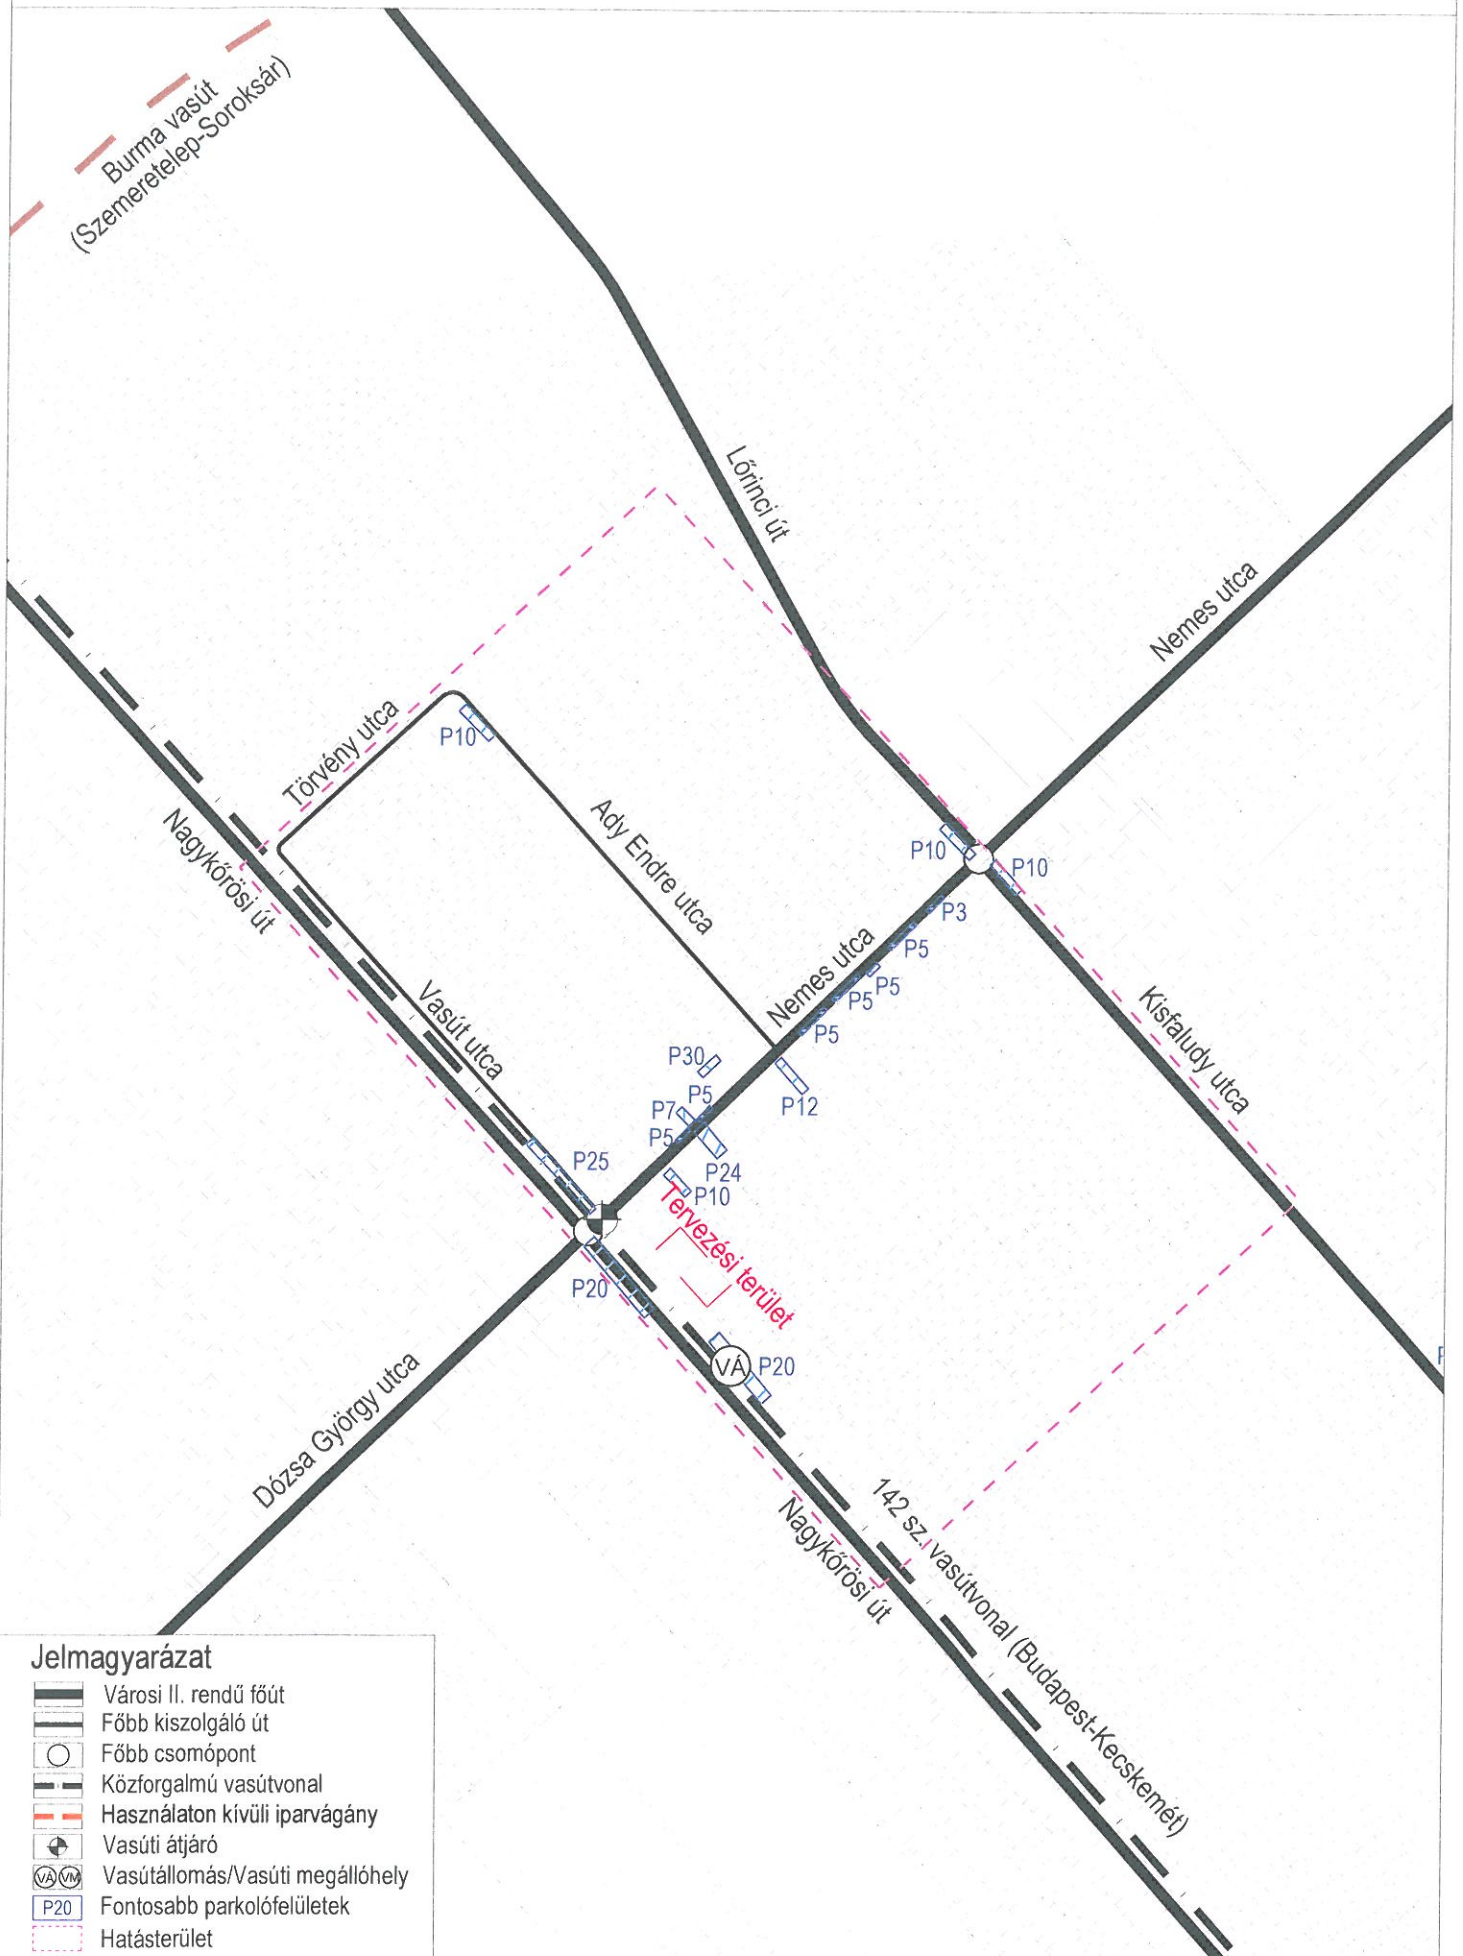 Burma vasút
(Szemeretelep-Soroksár)
Lőrinci út
Nemes utca
Törvény utca
P10
Nagykőrösi út
Ady Endre utca
P10
P10
P3
P5
P5
P5
P5
Nemes utca
Kisfaludy utca
Vasút utca
P30
P5
P7
P5
P12
P24
P25
P10
Tervezési terület
P20
VÁ
P20
Dózsa György utca
Nagykőrösi út
142 sz. vasútvonal (Budapest-Kecskemét)
Jelmagyarázat
Városi II. rendű főút
Főbb kiszolgáló út
Főbb csomópont
Közforgalmú vasútvonal
Használaton kívüli iparvágány
Vasúti átjáró
VÁ VM Vasútállomás/Vasúti megállóhely
P20 Fontosabb parkolófelületek
Hatásterület